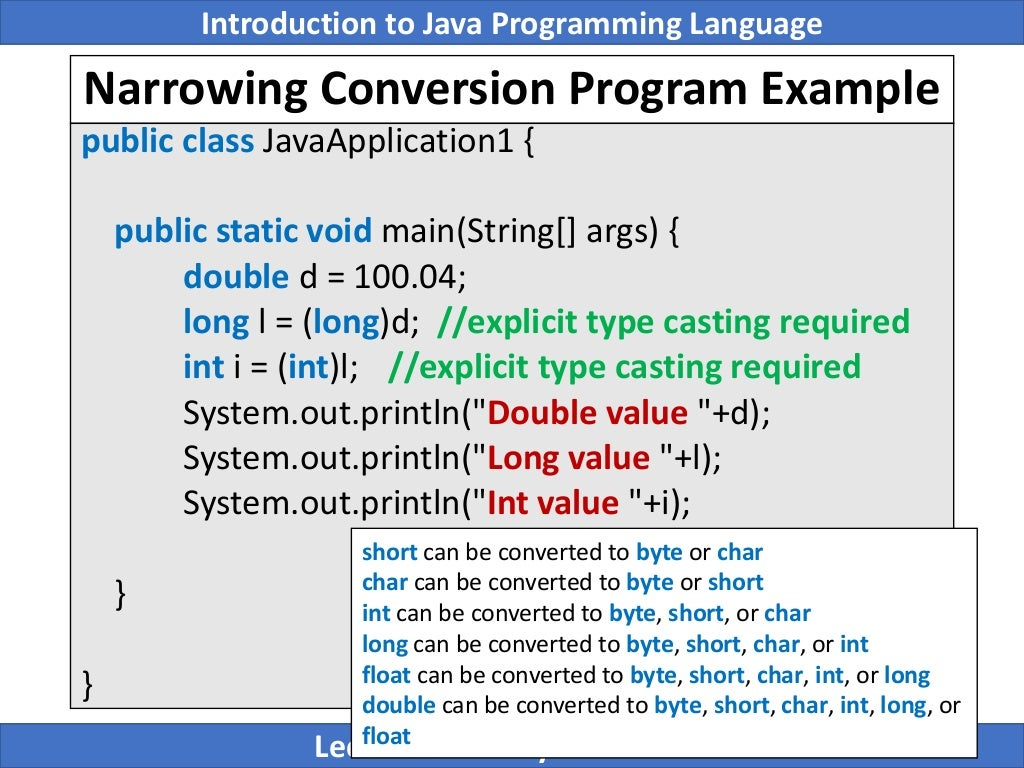 Introduction to Java Programming Language
Narrowing Conversion Program Example
public class JavaApplication1 {
public static void main(String[] args) {
double d = 100.04;
long l = (long)d;  //explicit type casting required
int i = (int)l;   //explicit type casting required
System.out.println("Double value "+d);
System.out.println("Long value "+l);
System.out.println("Int value "+i);
}
}
short can be converted to byte or char
char can be converted to byte or short
int can be converted to byte, short, or char
long can be converted to byte, short, char, or int
float can be converted to byte, short, char, int, or long
double can be converted to byte, short, char, int, long, or
float